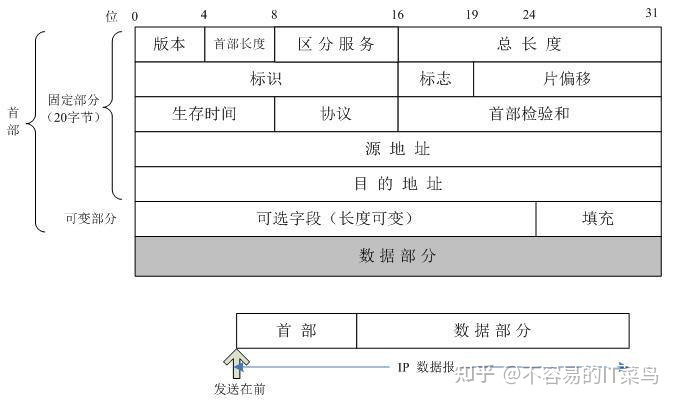 位 0 4 8 16 19 24 31
版本 首部长度 区分服务 总长度
标识 标志 片偏移
首部
固定部分
(20字节)
生存时间 协议 首部检验和
源地址
目的地址
可变部分 可选字段(长度可变) 填充
数据部分
首部 数据部分
IP 数据报
发送在前
知乎 @不容易的IT菜鸟